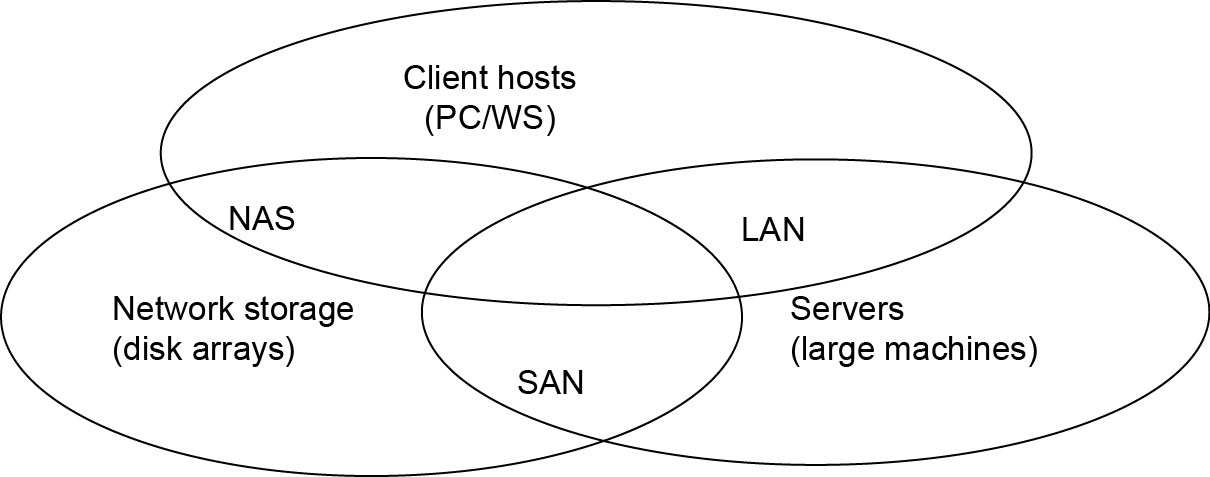 Client hosts
(PC/WS)
NAS
LAN
Network storage
(disk arrays)
Servers
(large machines)
SAN